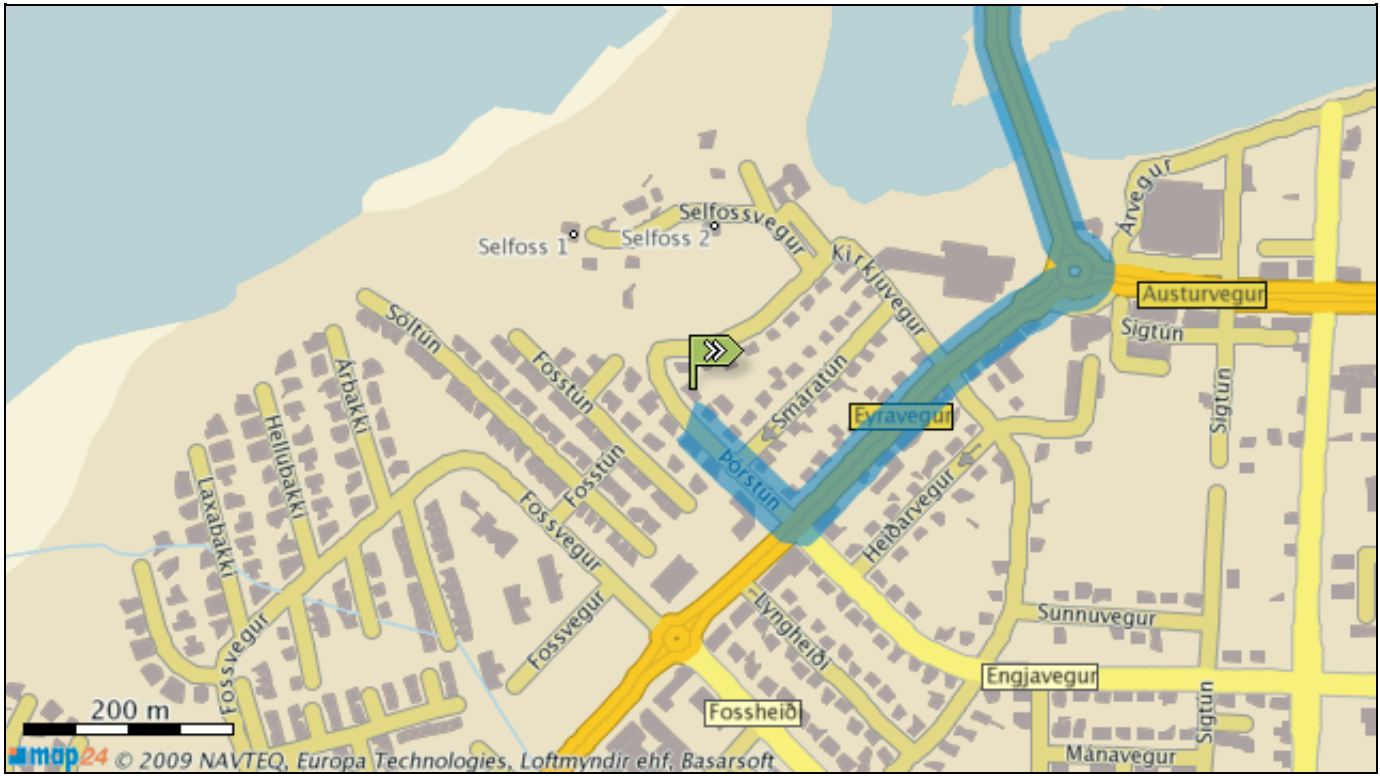 Árvegur
Selfossvegur
Selfoss 1
Selfoss 2
Kirkjuvegur
Austurvegur
Sigtún
Sóltún
Fosstún
Árbakki
Smáratún
Eyravegur
Sigtún
Hellubakki
Þórstún
Fosstún
Laxabakki
Fossvegur
Heiðarvegur
Fossvegur
Fossvegur
Lyngheiði
Sunnuvegur
Engjavegur
Fossheið
Sigtún
200 m
Mánavegur
map24 © 2009 NAVTEQ, Europa Technologies, Loftmyndir ehf, Basarsoft